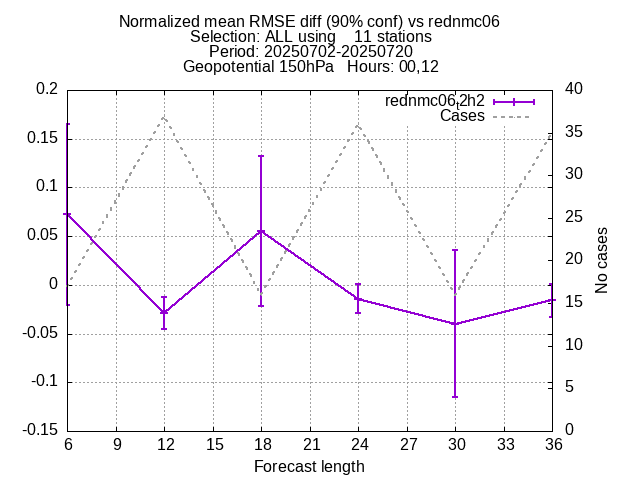 Normalized mean RMSE diff (90% conf) vs rednmc06
Selection: ALL using    11 stations
Period: 20250702-20250720
Geopotential 150hPa   Hours: 00,12
rednmc06,2h2
Cases
0.2
0.15
0.1
0.05
0
-0.05
-0.1
-0.15
40
35
30
25
20
15
10
5
0
No cases
6 9 12 15 18 21 24 27 30 33 36
Forecast length